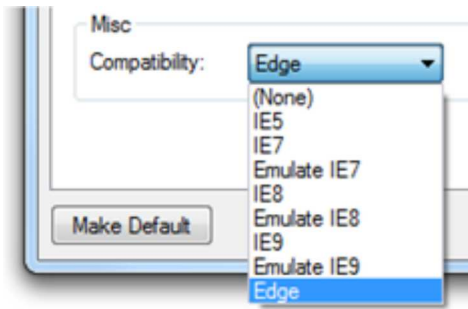 Misc
Compatibility: Edge
(None)
IE5
IE7
Emulate IE7
IE8
Emulate IE8
IE9
Emulate IE9
Edge
Make Default